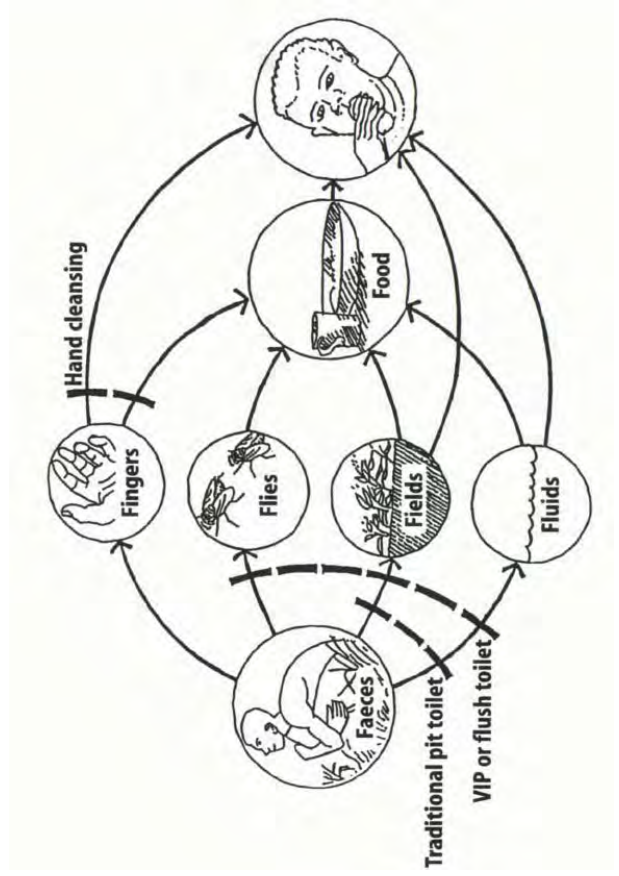 Hand cleansing
Fingers
Flies
Faeces
Food
Fields
Traditional pit toilet
VIP or flush toilet
Fluids